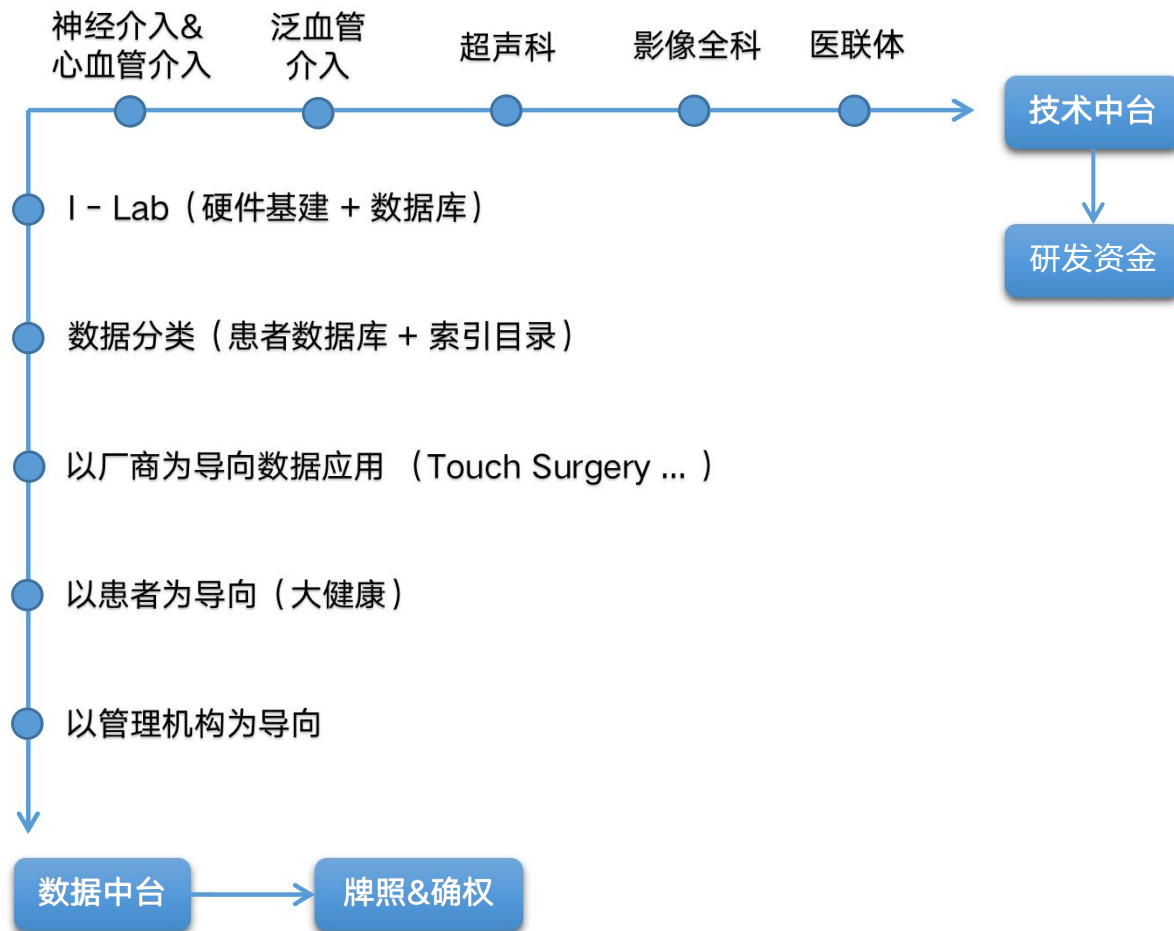 神经介入&
心血管介入
泛血管
介入
超声科
影像全科
医联体
技术中台
I - Lab（硬件基建 + 数据库）
研发资金
数据分类（患者数据库 + 索引目录）
以厂商为导向数据应用 （Touch Surgery ... ）
以患者为导向（大健康）
以管理机构为导向
数据中台
牌照&确权